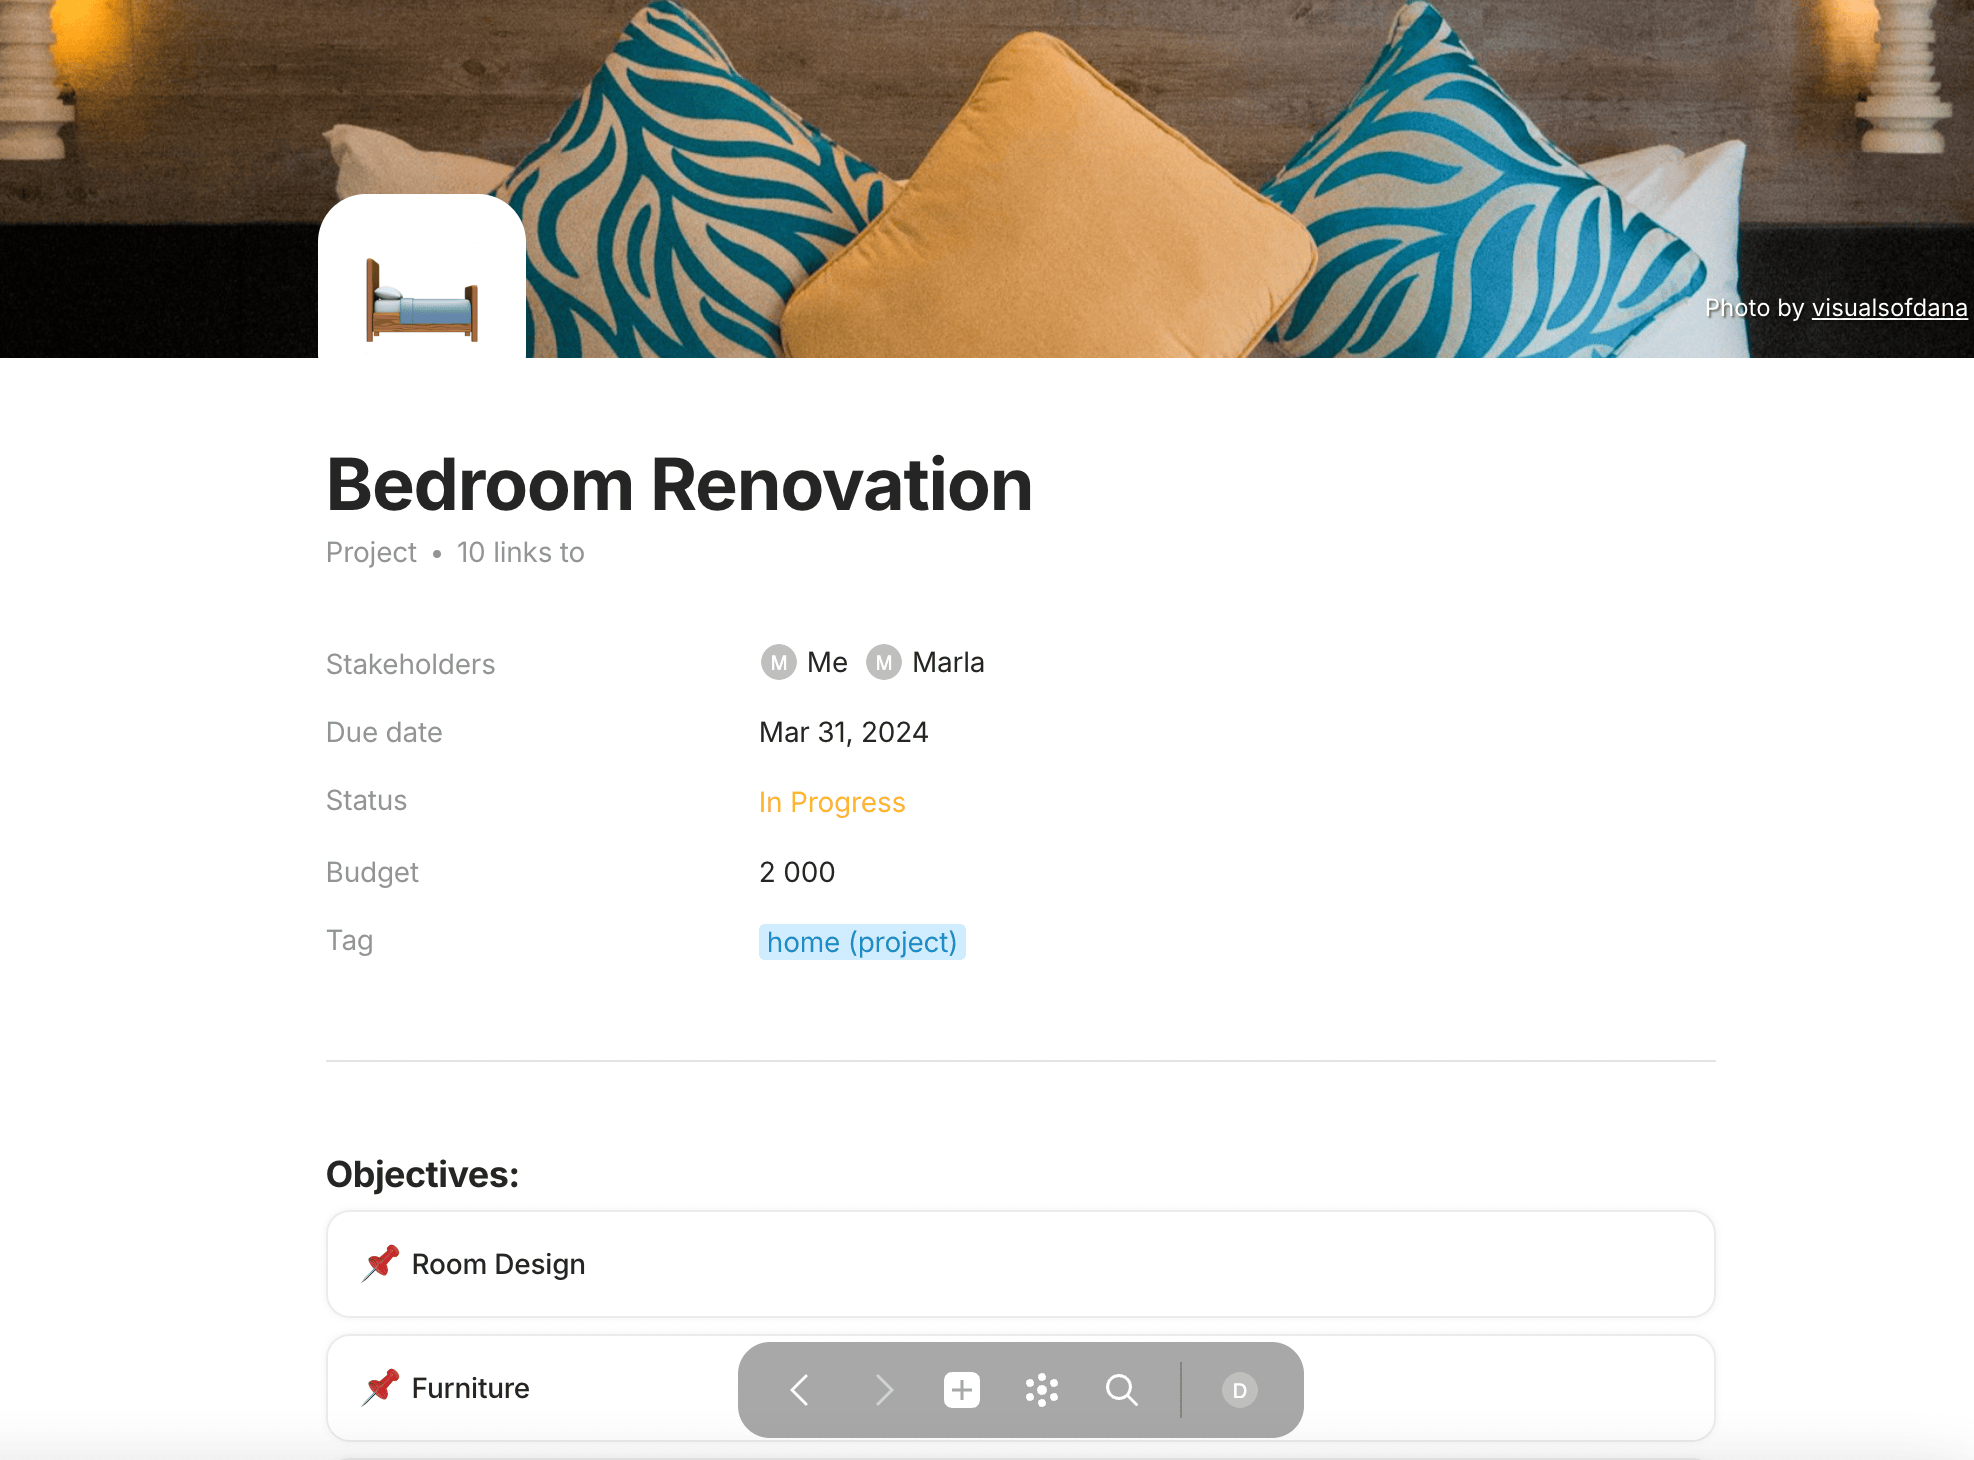 Photo by visualsofdana
Bedroom Renovation
Project • 10 links to
Stakeholders M Me M Marla
Due date Mar 31, 2024
Status In Progress
Budget 2 000
Tag home (project)
Objectives:
Room Design
Furniture
D